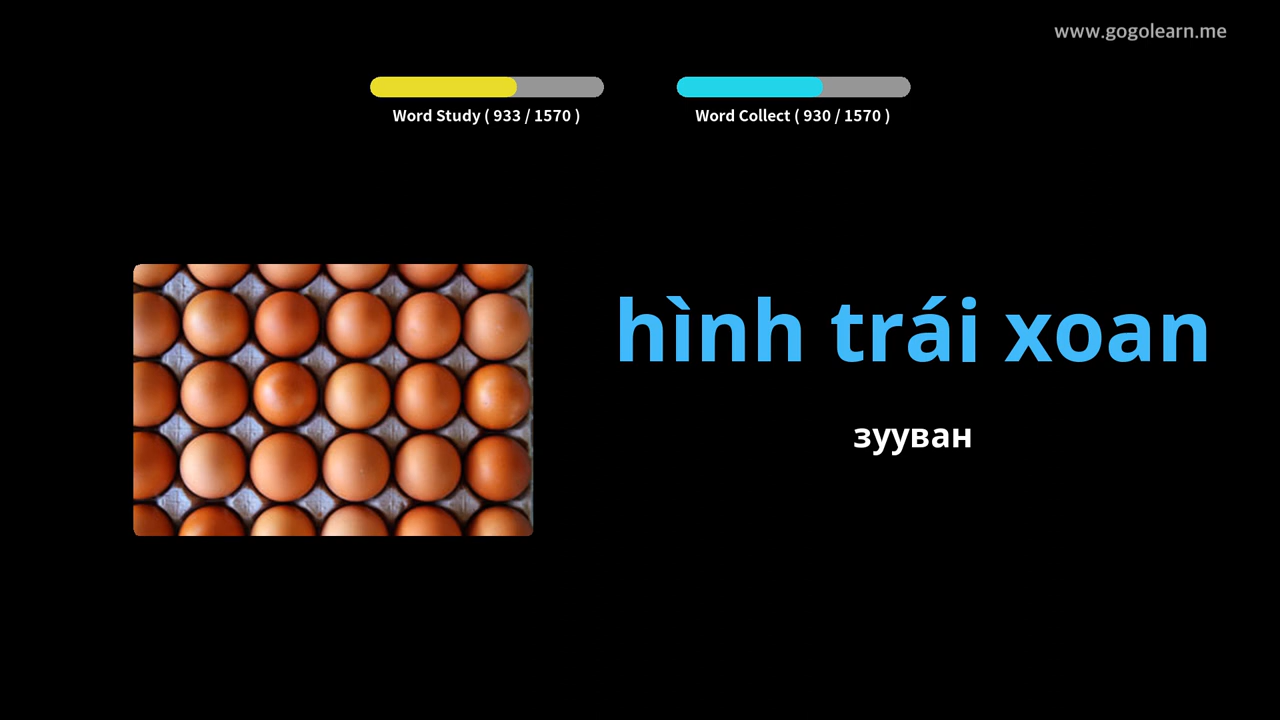 www.gogolearn.me
Word Study ( 933 / 1570 )
Word Collect ( 930 / 1570 )
hình trái xoan
зууван